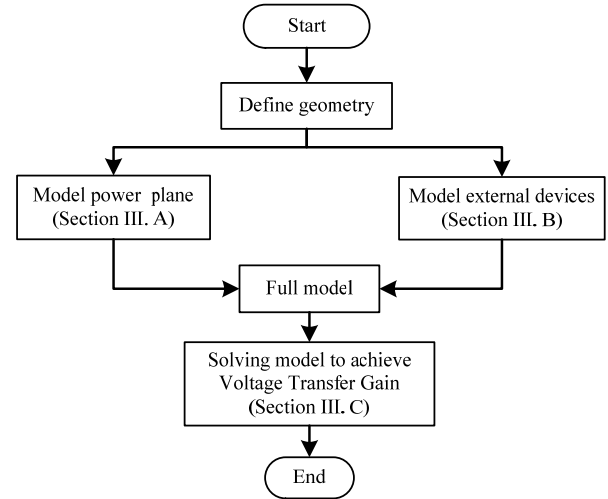 Start
Define geometry
Model power plane
(Section III. A)
Model external devices
(Section III. B)
Full model
Solving model to achieve
Voltage Transfer Gain
(Section III. C)
End